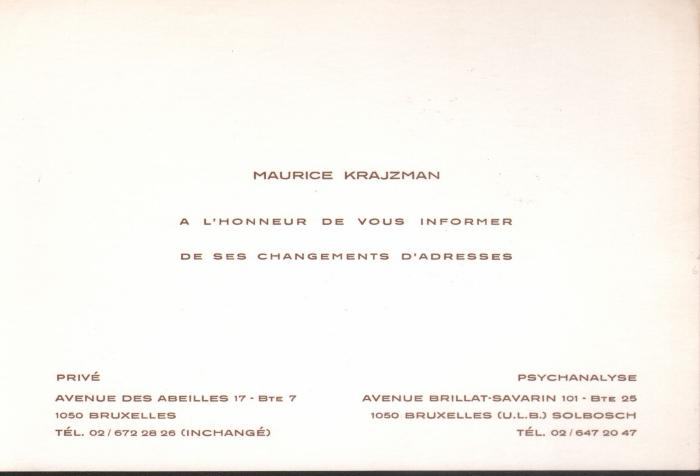 MAURICE KRAJZMAN
A L'HONNEUR DE VOUS INFORMER
DE SES CHANGEMENTS D'ADRESSES
PRIVÉ
AVENUE DES ABEILLES 17 - BTE 7
1050 BRUXELLES
TÉL. 02/672 28 26 (INCHANGÉ)
PSYCHANALYSE
AVENUE BRILLAT-SAVARIN 101 - BTE 25
1050 BRUXELLES (U.L.B.) SOLBOSCH
TÉL. 02/647 20 47